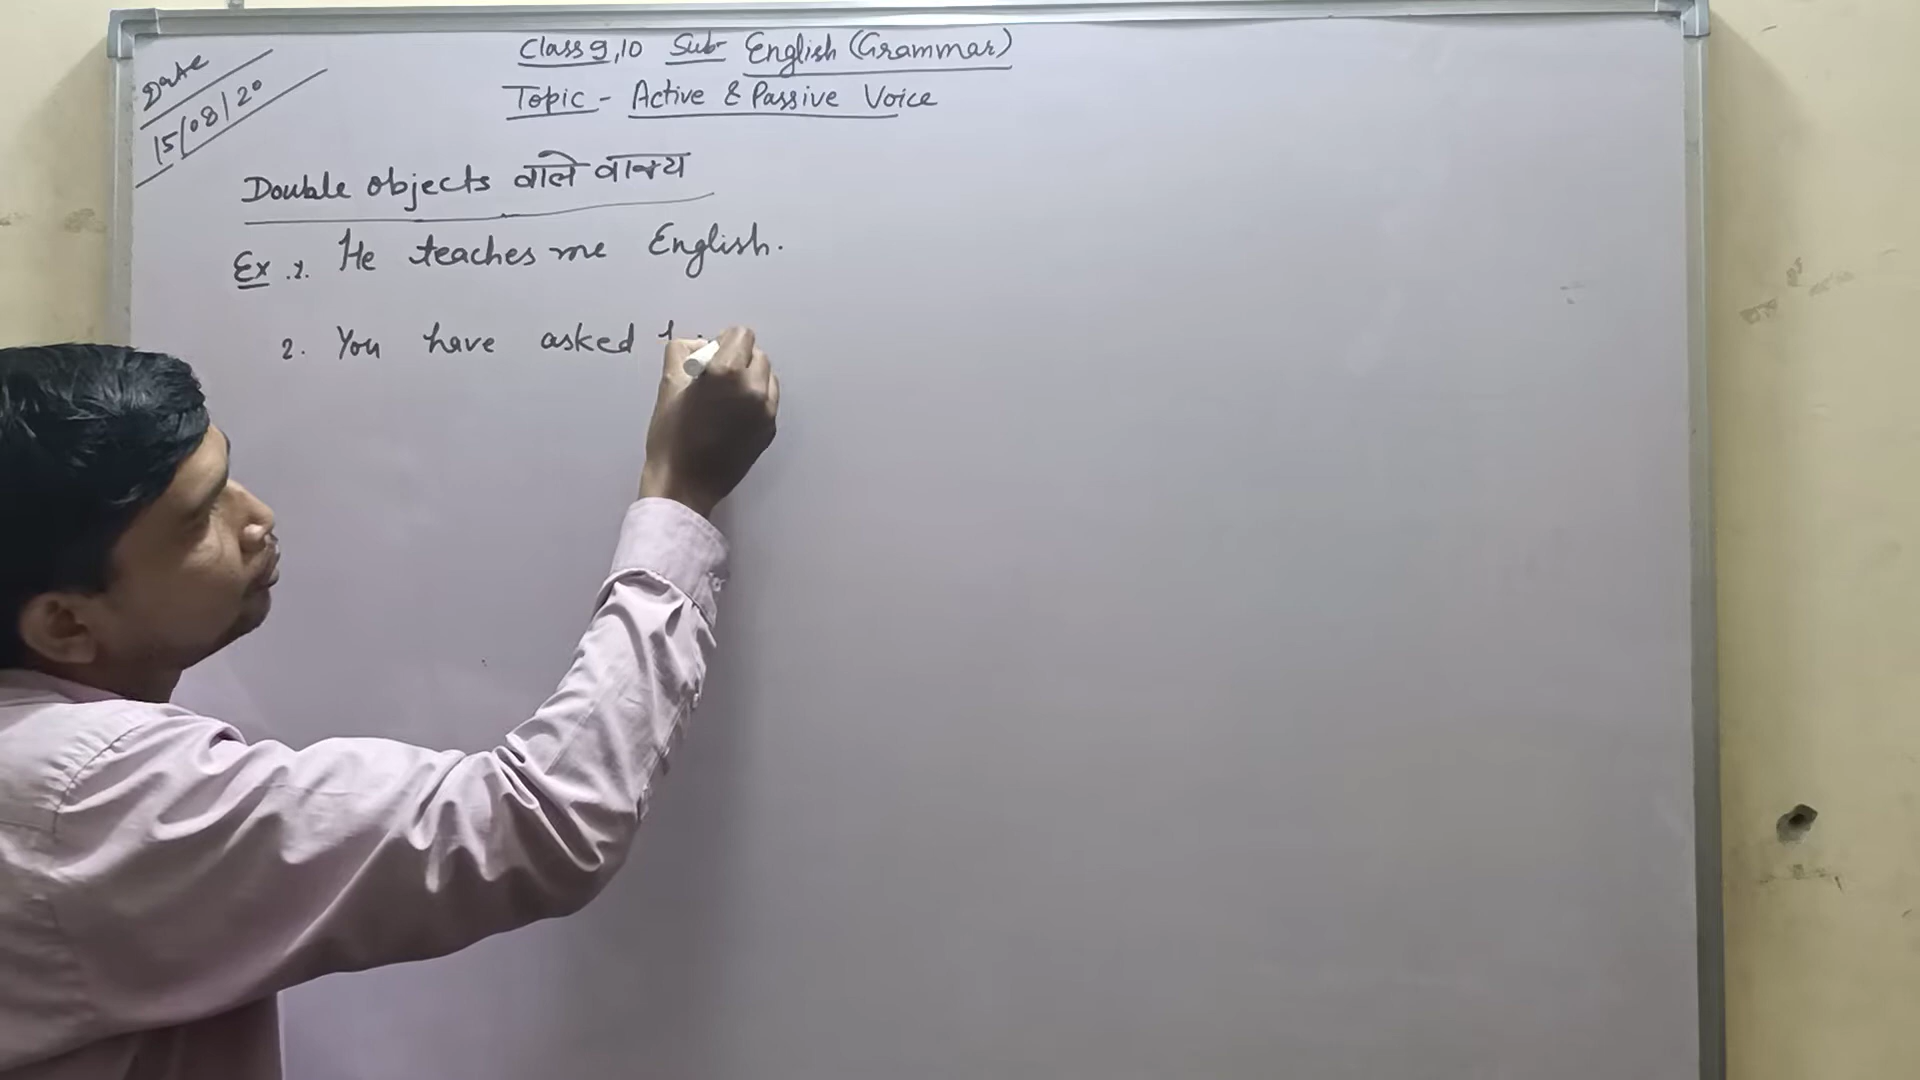 Date
15/08/20
Class 9,10 Sub- English (Grammar)
Topic - Active & Passive Voice
Double objects वाले वाक्य
Ex. 1. He teaches me English.
2. You have asked